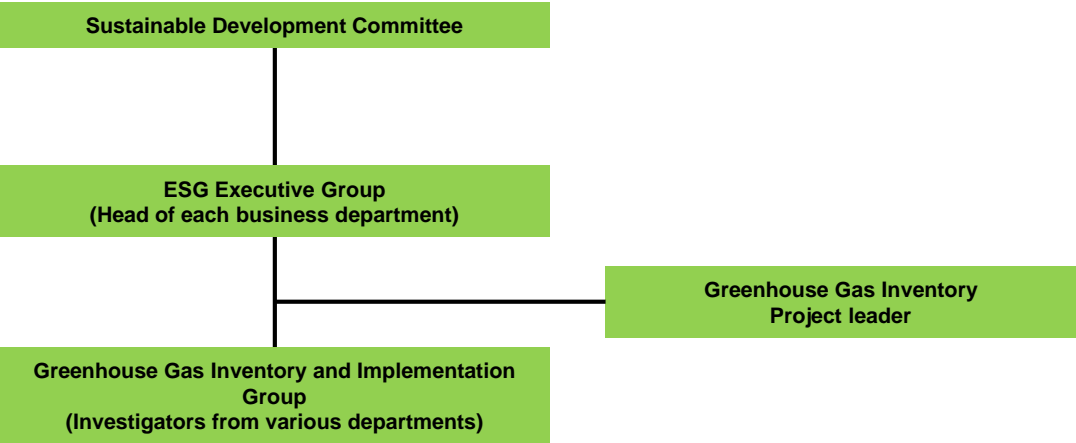 Sustainable Development Committee
ESG Executive Group
(Head of each business department)
Greenhouse Gas Inventory
Project leader
Greenhouse Gas Inventory and Implementation
Group
(Investigators from various departments)